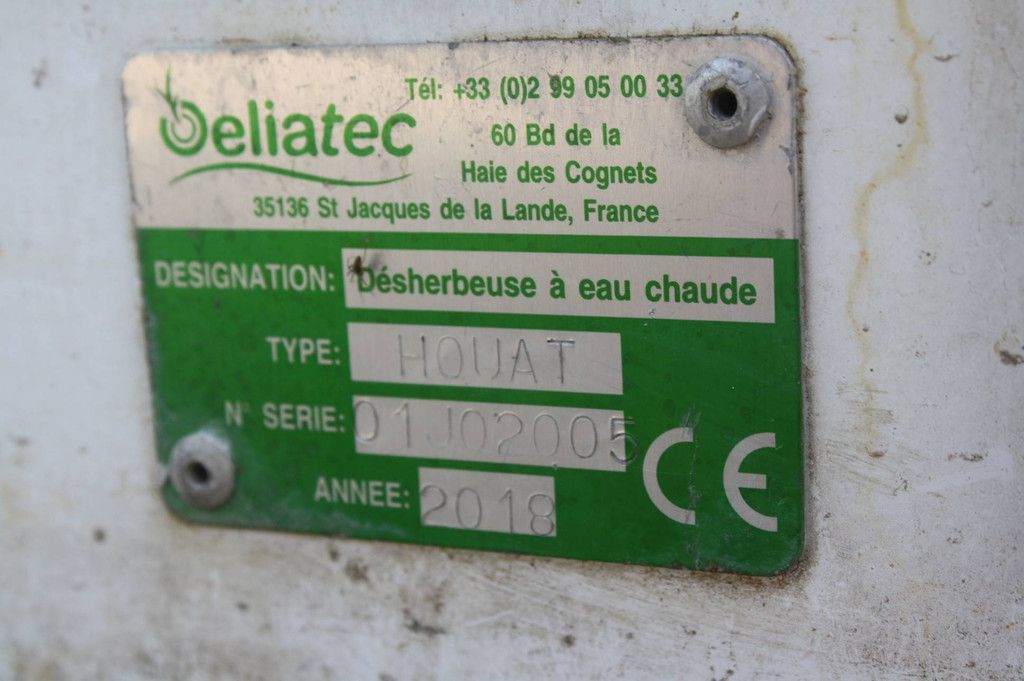 Oeliatec
Tél: +33 (0)2 99 05 00 33
60 Bd de la
Haie des Cognets
35136 St Jacques de la Lande, France
DESIGNATION: Désherbeuse à eau chaude
TYPE: HOUAT
N° SERIE: 01J02005
ANNEE: 2018
CE